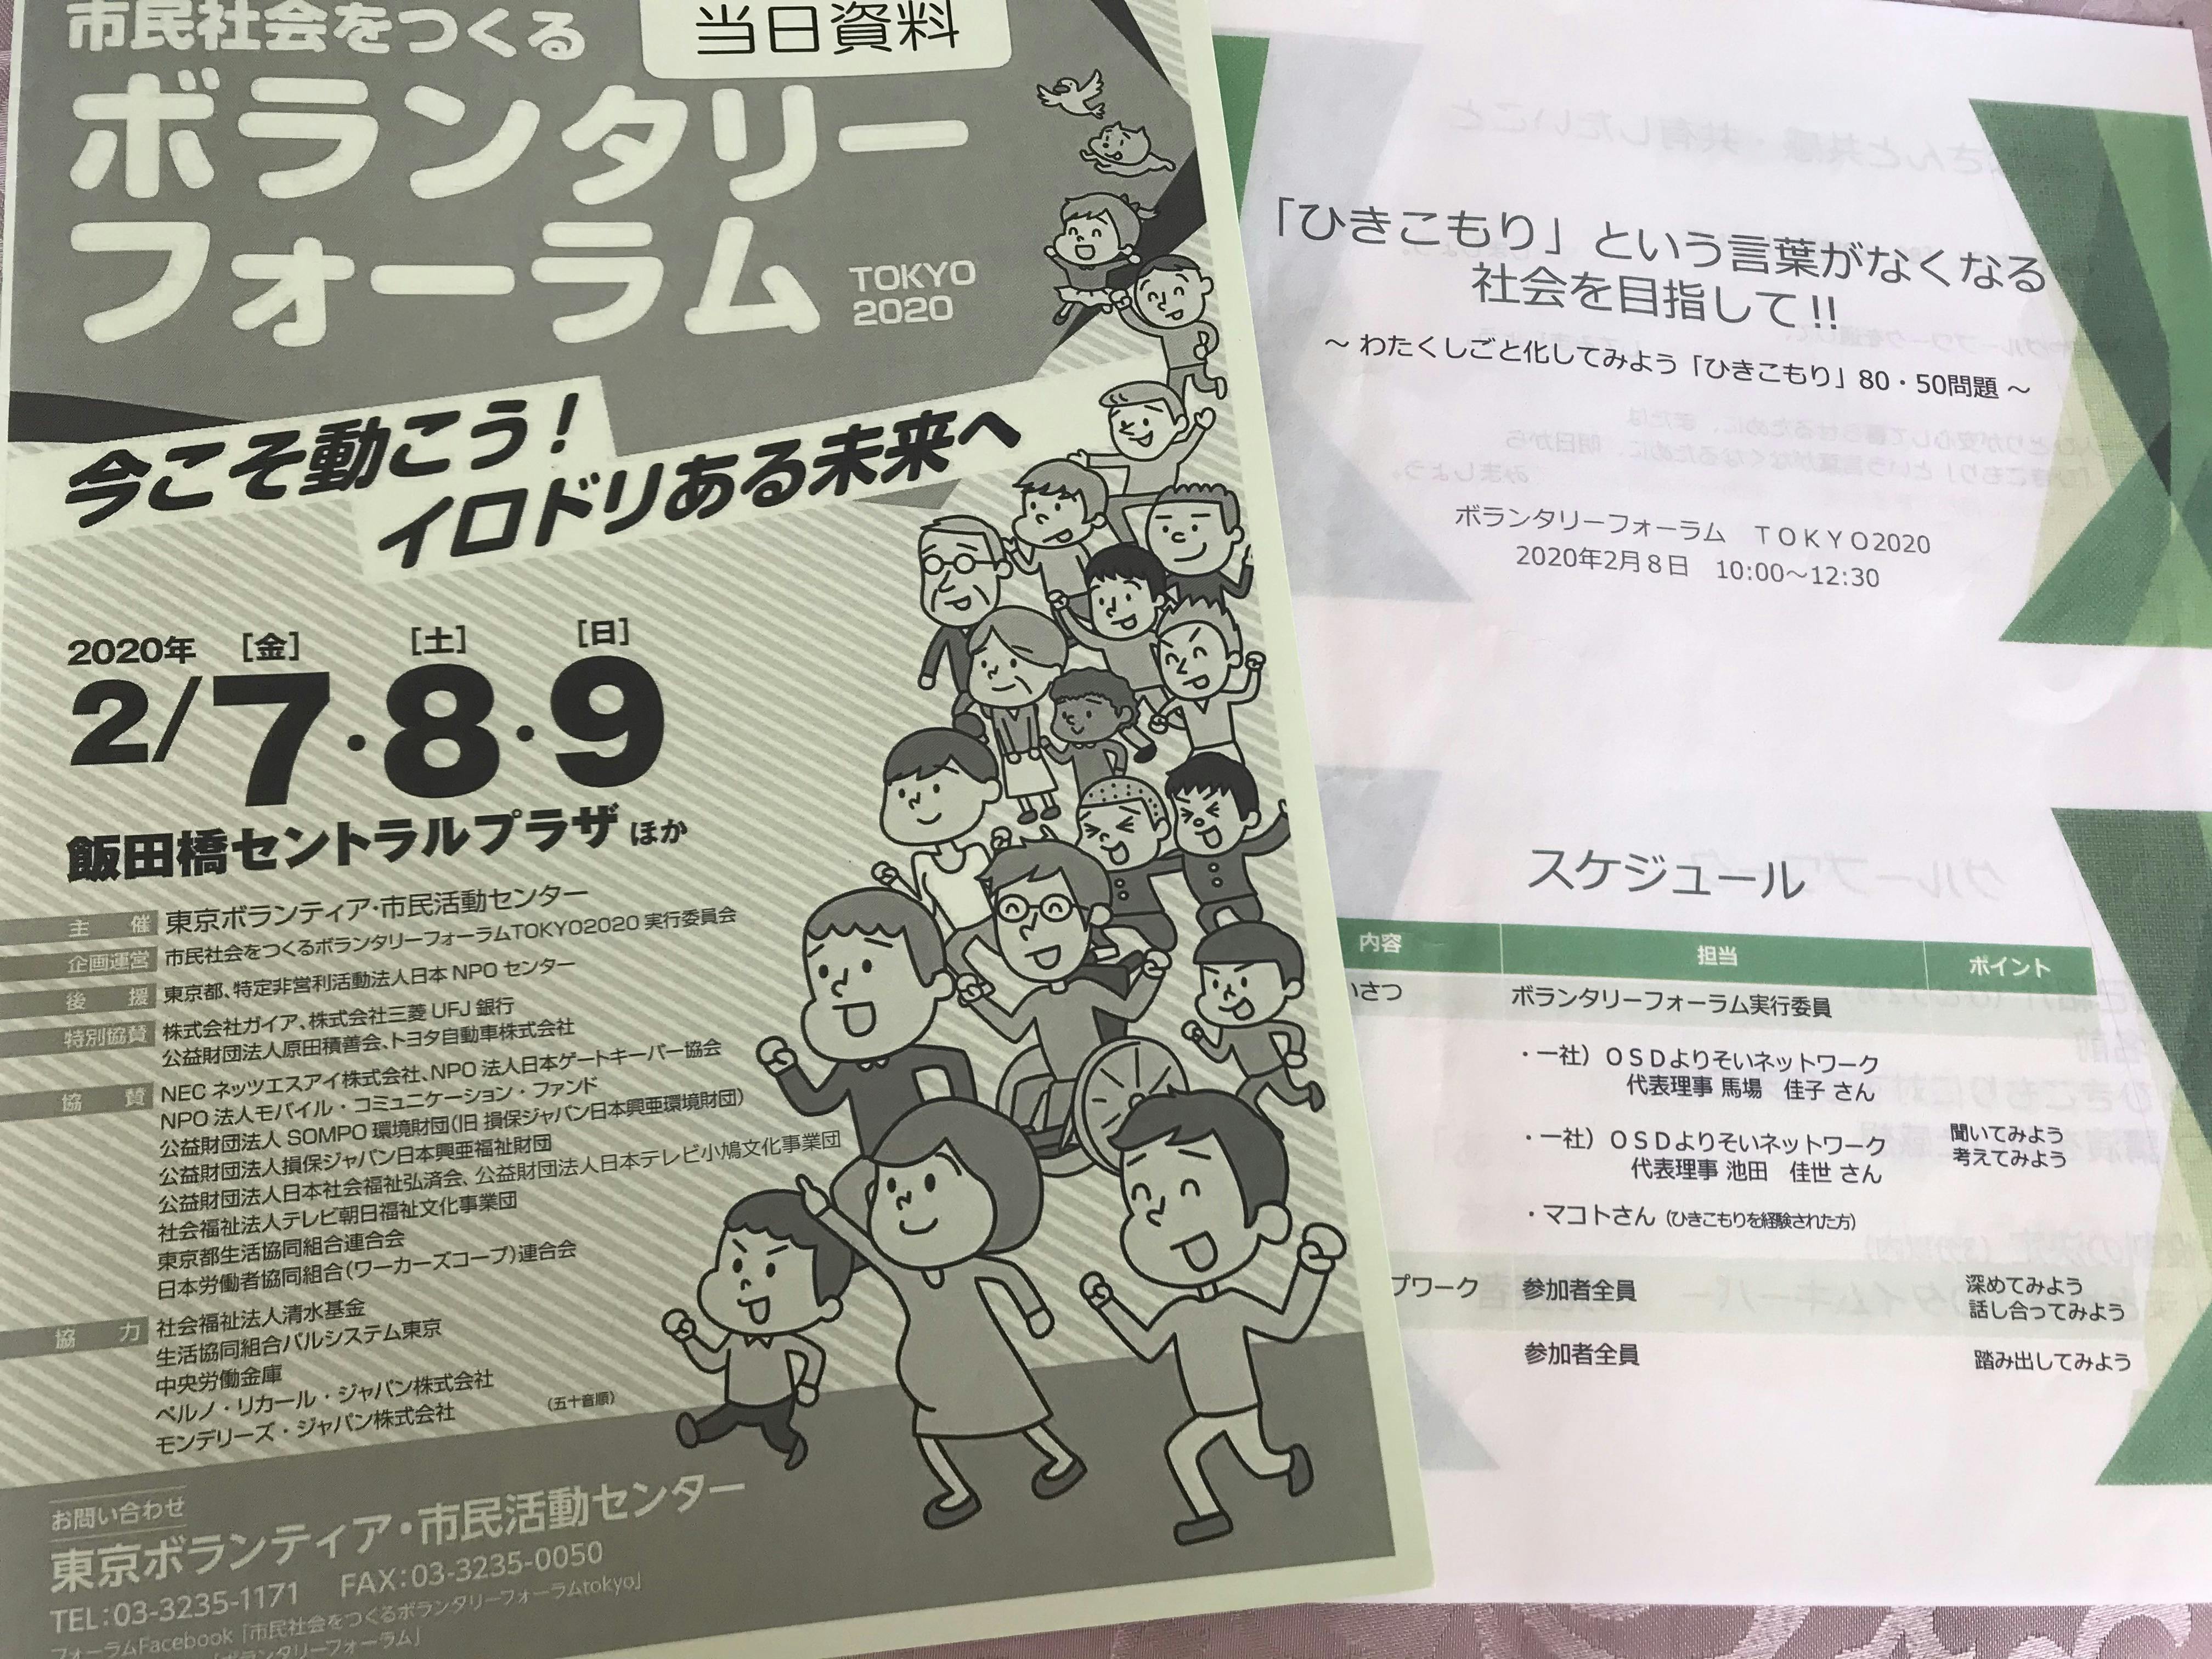 市民社会をつくる
当日資料
ボランタリー
フォーラム
TOKYO
2020
今こそ動こう!
イロドリある未来へ
2020年 [金] [土] [日]
2/7・8・9
飯田橋セントラルプラザ ほか
主催 東京ボランティア・市民活動センター
企画運営 市民社会をつくるボランタリーフォーラムTOKYO2020 実行委員会
後援 東京都、特定非営利活動法人日本NPOセンター
特別協賛 株式会社ガイア、株式会社三菱UFJ銀行
公益財団法人原田積善会、トヨタ自動車株式会社
協賛 NECネッツエスアイ株式会社、NPO法人日本ゲートキーパー協会
NPO法人モバイル・コミュニケーション・ファンド
公益財団法人SOMPO環境財団(旧 損保ジャパン日本興亜環境財団)
公益財団法人損保ジャパン日本興亜福祉財団
公益財団法人日本社会福祉弘済会、公益財団法人日本テレビ小鳩文化事業団
社会福祉法人テレビ朝日福祉文化事業団
東京都生活協同組合連合会
日本労働者協同組合(ワーカーズコープ)連合会
協力 社会福祉法人清水基金
生活協同組合パルシステム東京
中央労働金庫
ペルノ・リカール・ジャパン株式会社
モンデリーズ・ジャパン株式会社 (五十音順)
お問い合わせ
東京ボランティア・市民活動センター
TEL:03-3235-1171 FAX:03-3235-0050
フォーラムFacebook「市民社会をつくるボランタリーフォーラムtokyo」
ボランタリーフォーラム」
「ひきこもり」という言葉がなくなる
社会を目指して!!
～ わたくしごと化してみよう「ひきこもり」80・50問題 ～
ボランタリーフォーラム ＴＯＫＹＯ2020
2020年2月８日 10:00～12:30
スケジュール
内容 担当 ポイント
いさつ ボランタリーフォーラム実行委員
・一社）ＯＳＤよりそいネットワーク
代表理事 馬場 佳子 さん
・一社）ＯＳＤよりそいネットワーク
代表理事 池田 佳世 さん
聞いてみよう
考えてみよう
・マコトさん（ひきこもりを経験された方）
プワーク 参加者全員 深めてみよう
話し合ってみよう
参加者全員 踏み出してみよう